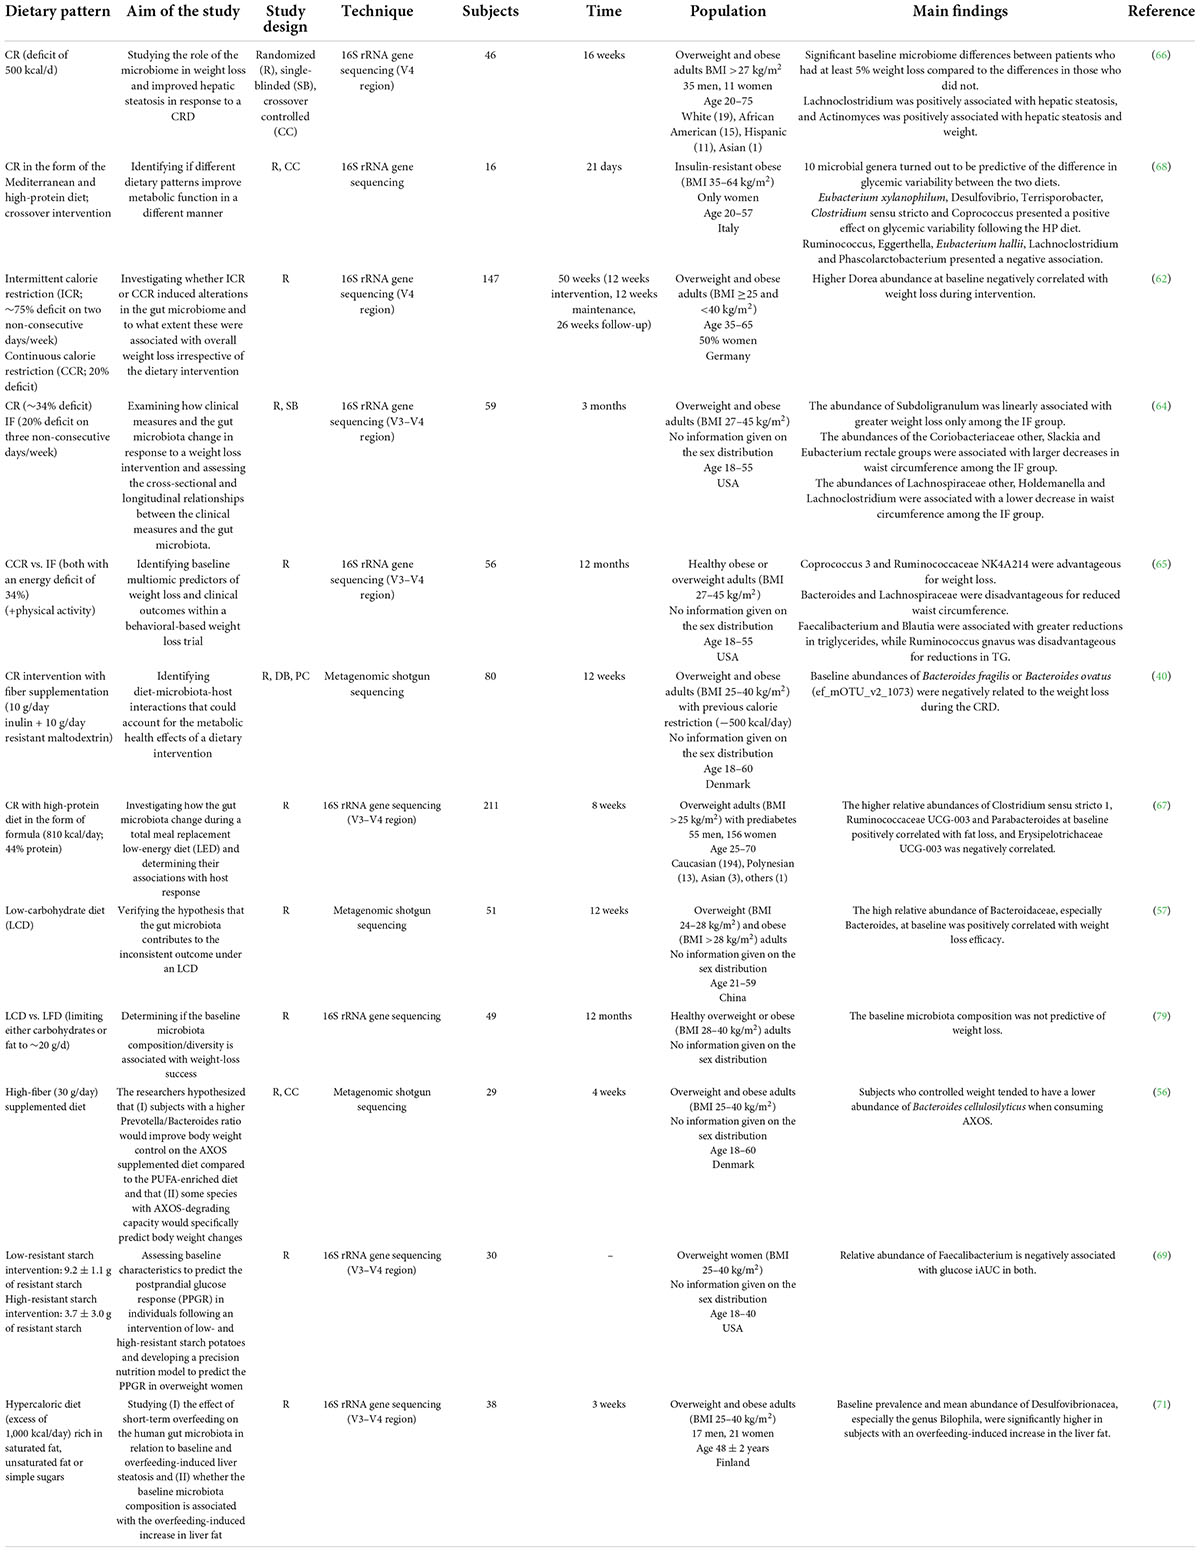 Dietary pattern Aim of the study Study design Technique Subjects Time Population Main findings Reference
CR (deficit of
500 kcal/d)
Studying the role of the
microbiome in weight loss
and improved hepatic
steatosis in response to a
CRD
Randomized
(R), single-
blinded (SB),
crossover
controlled
(CC)
16S rRNA gene
sequencing (V4
region)
46
16 weeks
Overweight and obese
adults BMI >27 kg/m²
35 men, 11 women
Age 20–75
White (19), African
American (15), Hispanic
(11), Asian (1)
Significant baseline microbiome differences between patients who
had at least 5% weight loss compared to the differences in those who
did not.
Lachnoclostridium was positively associated with hepatic steatosis,
and Actinomyces was positively associated with hepatic steatosis and
weight.
(66)
CR in the form of the
Mediterranean and
high-protein diet;
crossover intervention
Identifying if different
dietary patterns improve
metabolic function in a
different manner
R, CC
16S rRNA gene
sequencing
16
21 days
Insulin-resistant obese
(BMI 35–64 kg/m²)
Only women
Age 20–57
Italy
10 microbial genera turned out to be predictive of the difference in
glycemic variability between the two diets.
Eubacterium xylanophilum, Desulfovibrio, Terrisporobacter,
Clostridium sensu stricto and Coprococcus presented a positive
effect on glycemic variability following the HP diet.
Ruminococcus, Eggerthella, Eubacterium hallii, Lachnoclostridium
and Phascolarctobacterium presented a negative association.
(68)
Intermittent calorie
restriction (ICR;
∼75% deficit on two
non-consecutive
days/week)
Continuous calorie
restriction (CCR; 20%
deficit)
Investigating whether ICR
or CCR induced alterations
in the gut microbiome and
to what extent these were
associated with overall
weight loss irrespective of
the dietary intervention
R
16S rRNA gene
sequencing (V4
region)
147
50 weeks (12 weeks
intervention, 12 weeks
maintenance,
26 weeks follow-up)
Overweight and obese
adults (BMI ≥25 and
<40 kg/m²)
Age 35–65
50% women
Germany
Higher Dorea abundance at baseline negatively correlated with
weight loss during intervention.
(62)
CR (∼34% deficit)
IF (20% deficit on
three non-consecutive
days/week)
Examining how clinical
measures and the gut
microbiota change in
response to a weight loss
intervention and assessing
the cross-sectional and
longitudinal relationships
between the clinical
measures and the gut
microbiota.
R, SB
16S rRNA gene
sequencing (V3–V4
region)
59
3 months
Overweight and obese
adults (BMI 27–45 kg/m²)
No information given on
the sex distribution
Age 18–55
USA
The abundance of Subdoligranulum was linearly associated with
greater weight loss only among the IF group.
The abundances of the Coriobacteriaceae other, Slackia and
Eubacterium rectale groups were associated with larger decreases in
waist circumference among the IF group.
The abundances of Lachnospiraceae other, Holdemanella and
Lachnoclostridium were associated with a lower decrease in waist
circumference among the IF group.
(64)
CCR vs. IF (both with
an energy deficit of
34%)
(+physical activity)
Identifying baseline
multiomic predictors of
weight loss and clinical
outcomes within a
behavioral-based weight
loss trial
R
16S rRNA gene
sequencing (V3–V4
region)
56
12 months
Healthy obese or
overweight adults (BMI
27–45 kg/m²)
No information given on
the sex distribution
Age 18–55
USA
Coprococcus 3 and Ruminococcaceae NK4A214 were advantageous
for weight loss.
Bacteroides and Lachnospiraceae were disadvantageous for reduced
waist circumference.
Faecalibacterium and Blautia were associated with greater reductions
in triglycerides, while Ruminococcus gnavus was disadvantageous
for reductions in TG.
(65)
CR intervention with
fiber supplementation
(10 g/day
inulin + 10 g/day
resistant maltodextrin)
Identifying
diet-microbiota-host
interactions that could
account for the metabolic
health effects of a dietary
intervention
R, DB, PC
Metagenomic shotgun
sequencing
80
12 weeks
Overweight and obese
adults (BMI 25–40 kg/m²)
with previous calorie
restriction (−500 kcal/day)
No information given on
the sex distribution
Age 18–60
Denmark
Baseline abundances of Bacteroides fragilis or Bacteroides ovatus
(ef_mOTU_v2_1073) were negatively related to the weight loss
during the CRD.
(40)
CR with high-protein
diet in the form of
formula (810 kcal/day;
44% protein)
Investigating how the gut
microbiota change during a
total meal replacement
low-energy diet (LED) and
determining their
associations with host
response
R
16S rRNA gene sequencing
(V3–V4 region)
211
8 weeks
Overweight adults (BMI
>25 kg/m²) with prediabetes
55 men, 156 women
Age 25–70
Caucasian (194), Polynesian
(13), Asian (3), others (1)
The higher relative abundances of Clostridium sensu stricto 1,
Ruminococcaceae UCG-003 and Parabacteroides at baseline
positively correlated with fat loss, and Erysipelotrichaceae
UCG-003 was negatively correlated.
(67)
Low-carbohydrate diet
(LCD)
Verifying the hypothesis that
the gut microbiota
contributes to the
inconsistent outcome under
an LCD
R
Metagenomic shotgun
sequencing
51
12 weeks
Overweight (BMI
24–28 kg/m²) and obese
(BMI >28 kg/m²) adults
No information given on the
sex distribution
Age 21–59
China
The high relative abundance of Bacteroidaceae, especially
Bacteroides, at baseline was positively correlated with weight
loss efficacy.
(57)
LCD vs. LFD (limiting
either carbohydrates or
fat to ∼20 g/d)
Determining if the baseline
microbiota
composition/diversity is
associated with weight-loss
success
R
16S rRNA gene sequencing
49
12 months
Healthy overweight or obese
(BMI 28–40 kg/m²) adults
No information given on the
sex distribution
The baseline microbiota composition was not predictive of
weight loss.
(79)
High-fiber (30 g/day)
supplemented diet
The researchers hypothesized
that (I) subjects with a higher
Prevotella/Bacteroides ratio
would improve body weight
control on the AXOS
supplemented diet compared
to the PUFA-enriched diet
and that (II) some species
with AXOS-degrading
capacity would specifically
predict body weight changes
R, CC
Metagenomic shotgun
sequencing
29
4 weeks
Overweight and obese adults
(BMI 25–40 kg/m²)
No information given on the
sex distribution
Age 18–60
Denmark
Subjects who controlled weight tended to have a lower
abundance of Bacteroides cellulosilyticus when consuming
AXOS.
(56)
Low-resistant starch
intervention: 9.2 ± 1.1 g
of resistant starch
High-resistant starch
intervention: 3.7 ± 3.0 g
of resistant starch
Assessing baseline
characteristics to predict the
postprandial glucose
response (PPGR) in
individuals following an
intervention of low- and
high-resistant starch potatoes
and developing a precision
nutrition model to predict the
PPGR in overweight women
R
16S rRNA gene sequencing
(V3–V4 region)
30
–
Overweight women (BMI
25–40 kg/m²)
No information given on the
sex distribution
Age 18–40
USA
Relative abundance of Faecalibacterium is negatively associated
with glucose iAUC in both.
(69)
Hypercaloric diet
(excess of
1,000 kcal/day) rich in
saturated fat,
unsaturated fat or
simple sugars
Studying (I) the effect of
short-term overfeeding on
the human gut microbiota in
relation to baseline and
overfeeding-induced liver
steatosis and (II) whether the
baseline microbiota
composition is associated
with the overfeeding-induced
increase in liver fat
R
16S rRNA gene sequencing
(V3–V4 region)
38
3 weeks
Overweight and obese adults
(BMI 25–40 kg/m²)
17 men, 21 women
Age 48 ± 2 years
Finland
Baseline prevalence and mean abundance of Desulfovibrionacea,
especially the genus Bilophila, were significantly higher in
subjects with an overfeeding-induced increase in the liver fat.
(71)